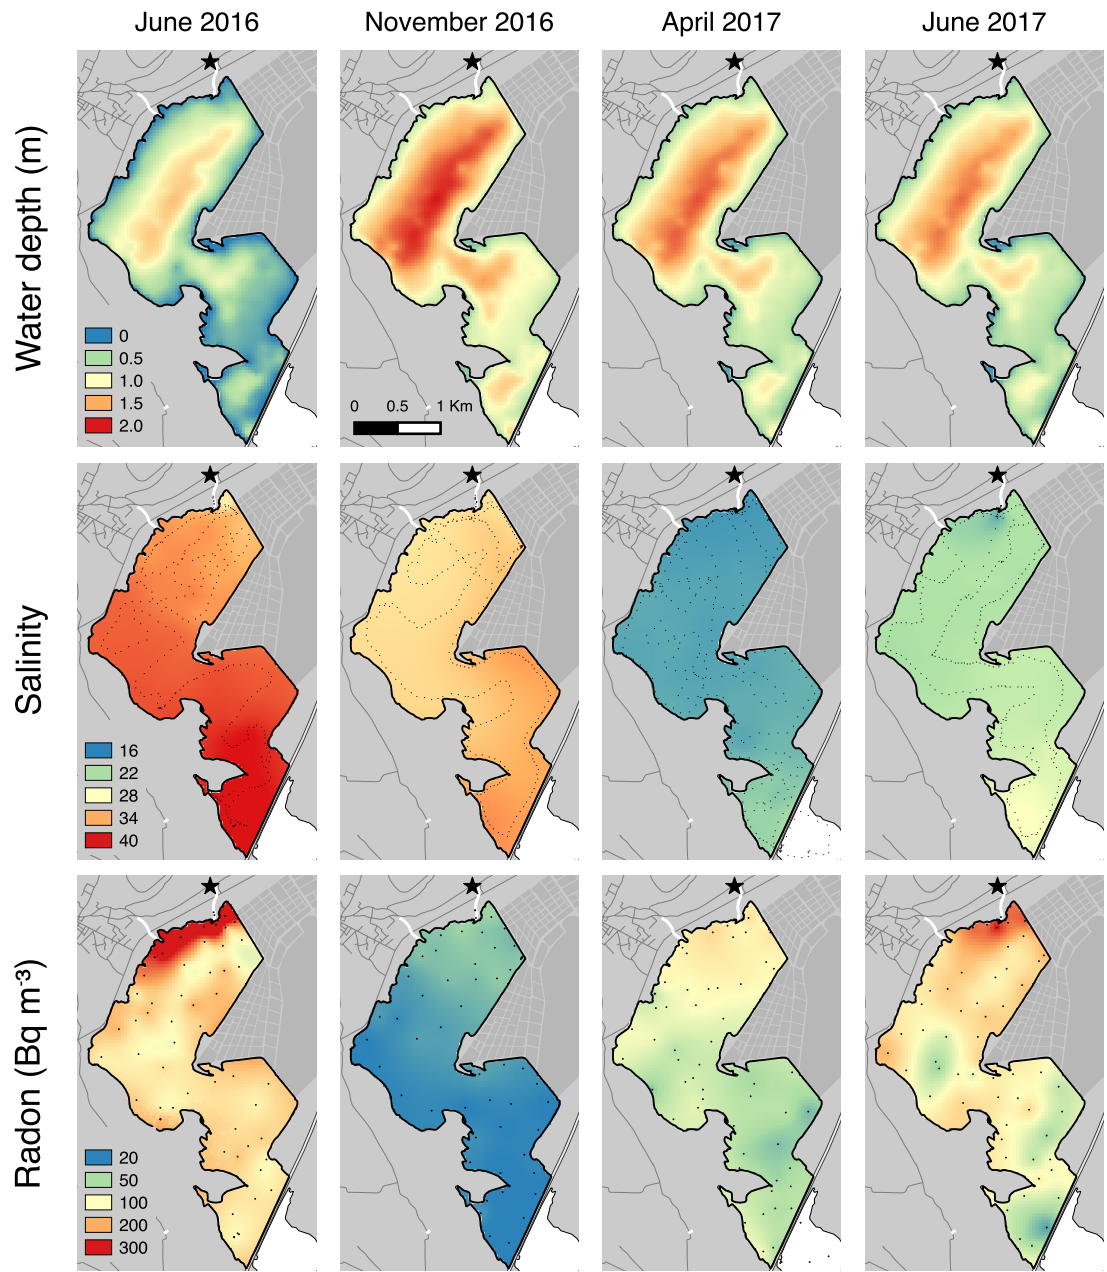 June 2016
November 2016
April 2017
June 2017
Water depth (m)
0
0.5
1.0
1.5
2.0
0 0.5 1 Km
Salinity
16
22
28
34
40
Radon (Bq m⁻³)
20
50
100
200
300